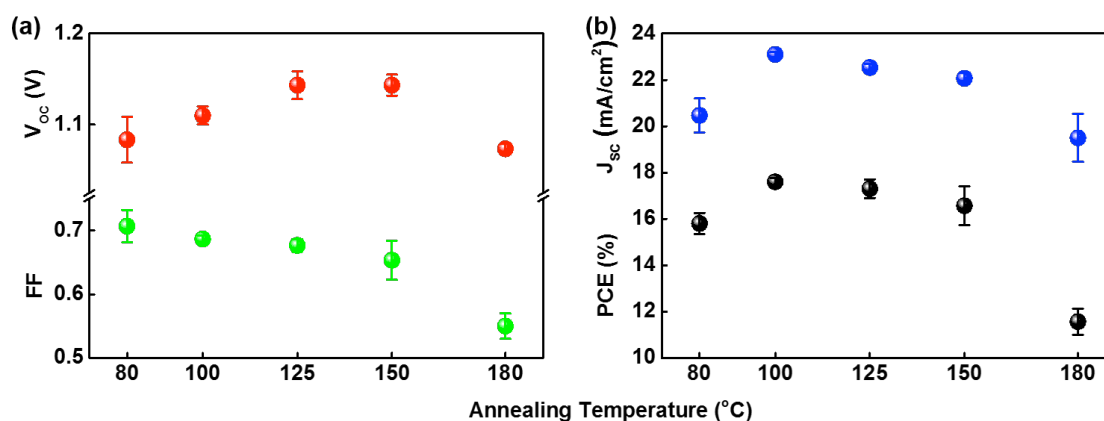 (a)
1.2
1.1
0.7
0.6
0.5
V_OC (V)
FF
80 100 125 150 180
(b)
24
22
20
18
16
14
12
10
J_SC (mA/cm²)
PCE (%)
80 100 125 150 180
Annealing Temperature (°C)